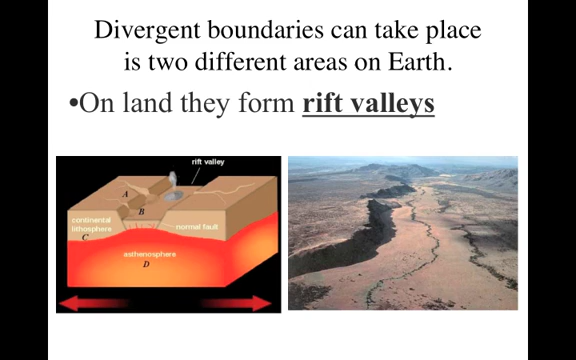 Divergent boundaries can take place
is two different areas on Earth.
•On land they form rift valleys
rift valley
A
B
continental
lithosphere
normal fault
C
asthenosphere
D